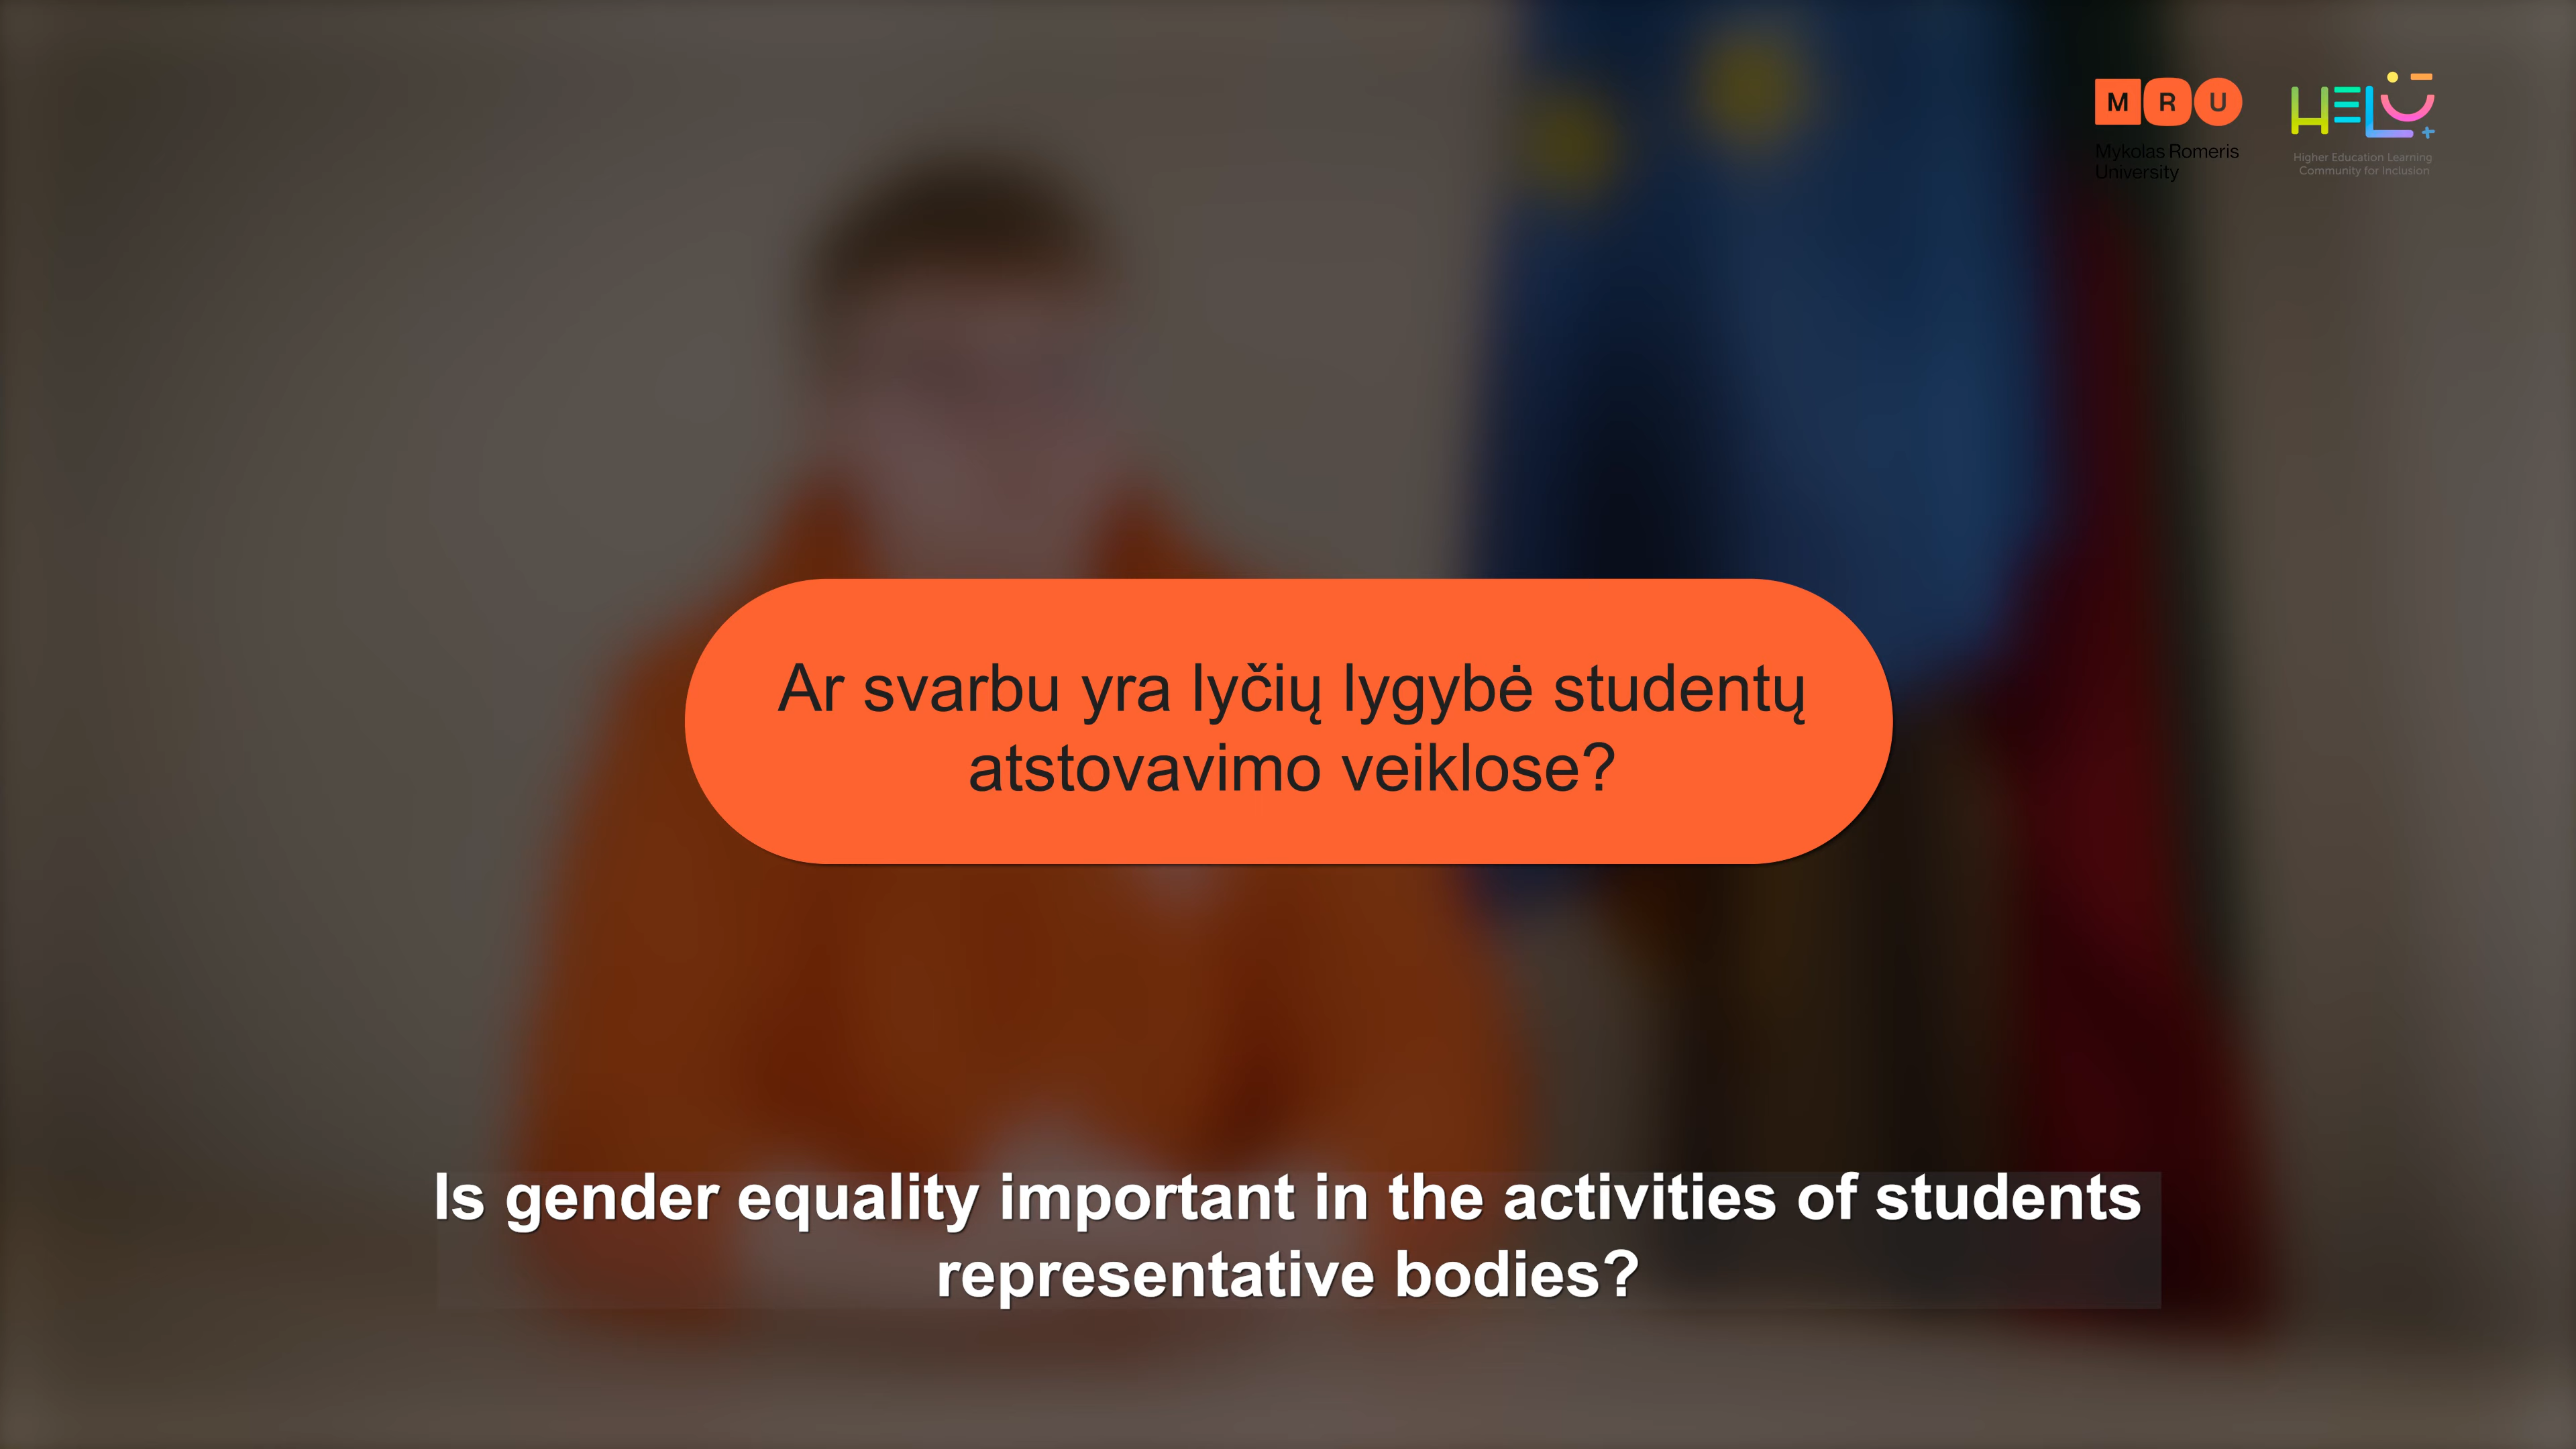 M R U
Mykolas Romeris
University
HELC+
Higher Education Learning
Community for Inclusion
Ar svarbu yra lyčių lygybė studentų
atstovavimo veiklose?
Is gender equality important in the activities of students
representative bodies?